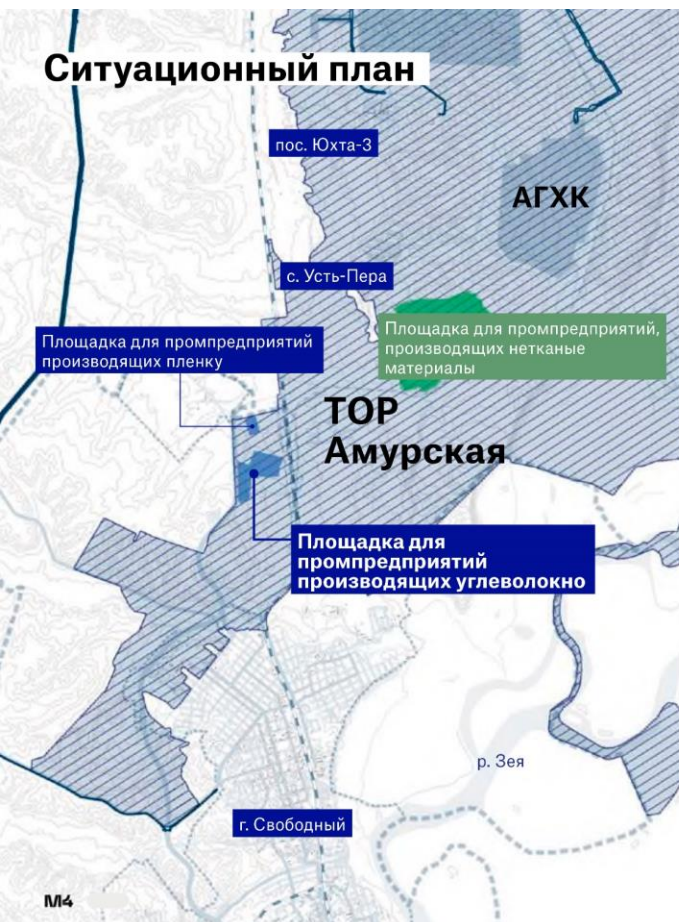 Ситуационный план
пос. Юхта-3
АГХК
с. Усть-Пера
Площадка для промпредприятий
производящих пленку
Площадка для промпредприятий,
производящих нетканые
материалы
ТОР
Амурская
Площадка для
промпредприятий
производящих углеволокно
р. Зея
г. Свободный
М4